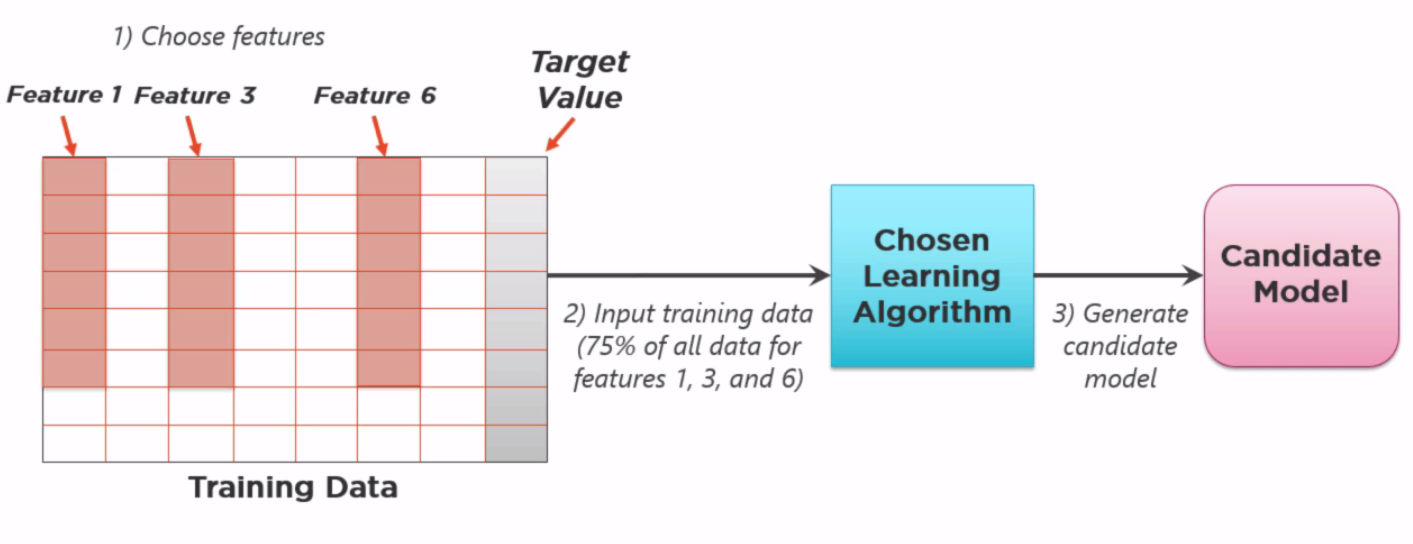 1) Choose features
Feature 1 Feature 3 Feature 6
Target
Value
Training Data
2) Input training data
(75% of all data for
features 1, 3, and 6)
Chosen
Learning
Algorithm
3) Generate
candidate
model
Candidate
Model